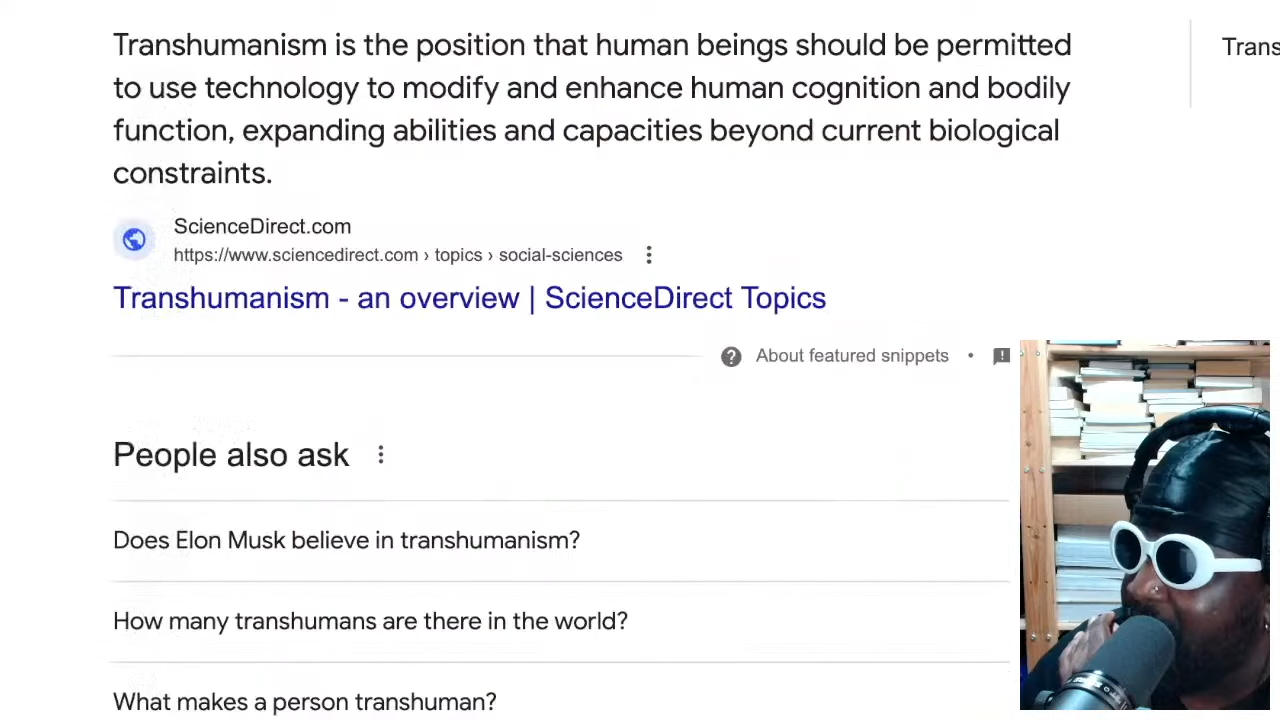 Transhumanism is the position that human beings should be permitted
to use technology to modify and enhance human cognition and bodily
function, expanding abilities and capacities beyond current biological
constraints.
Trans
ScienceDirect.com
https://www.sciencedirect.com › topics › social-sciences
Transhumanism - an overview | ScienceDirect Topics
About featured snippets •
People also ask
Does Elon Musk believe in transhumanism?
How many transhumans are there in the world?
What makes a person transhuman?